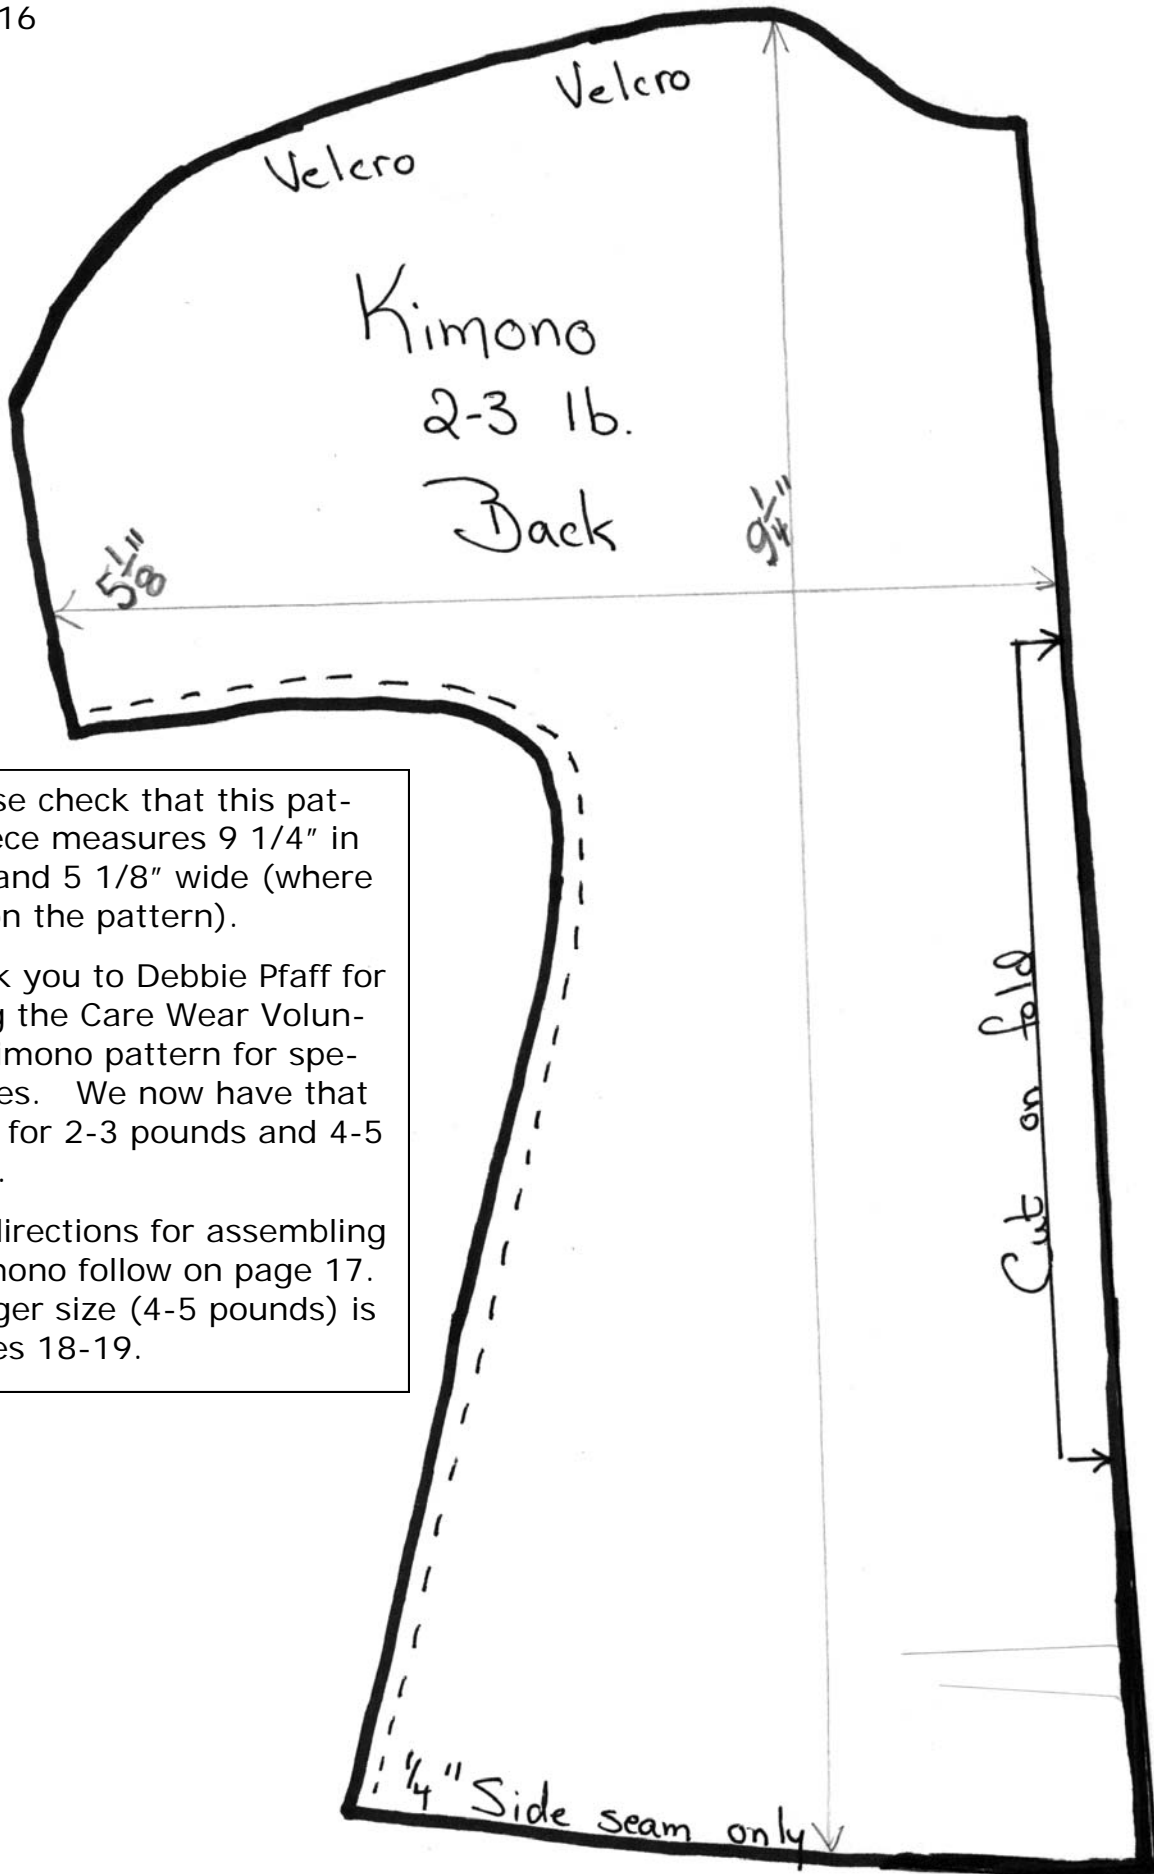 16
Velcro
Velcro
Kimono
2-3 lb.
Back
5 1/8"
9 1/4"
se check that this pat-
ece measures 9 1/4" in
and 5 1/8" wide (where
n the pattern).
k you to Debbie Pfaff for
g the Care Wear Volun-
imono pattern for spe-
es. We now have that
for 2-3 pounds and 4-5
.
directions for assembling
nono follow on page 17.
ger size (4-5 pounds) is
es 18-19.
Cut on fold
1/4" Side seam only